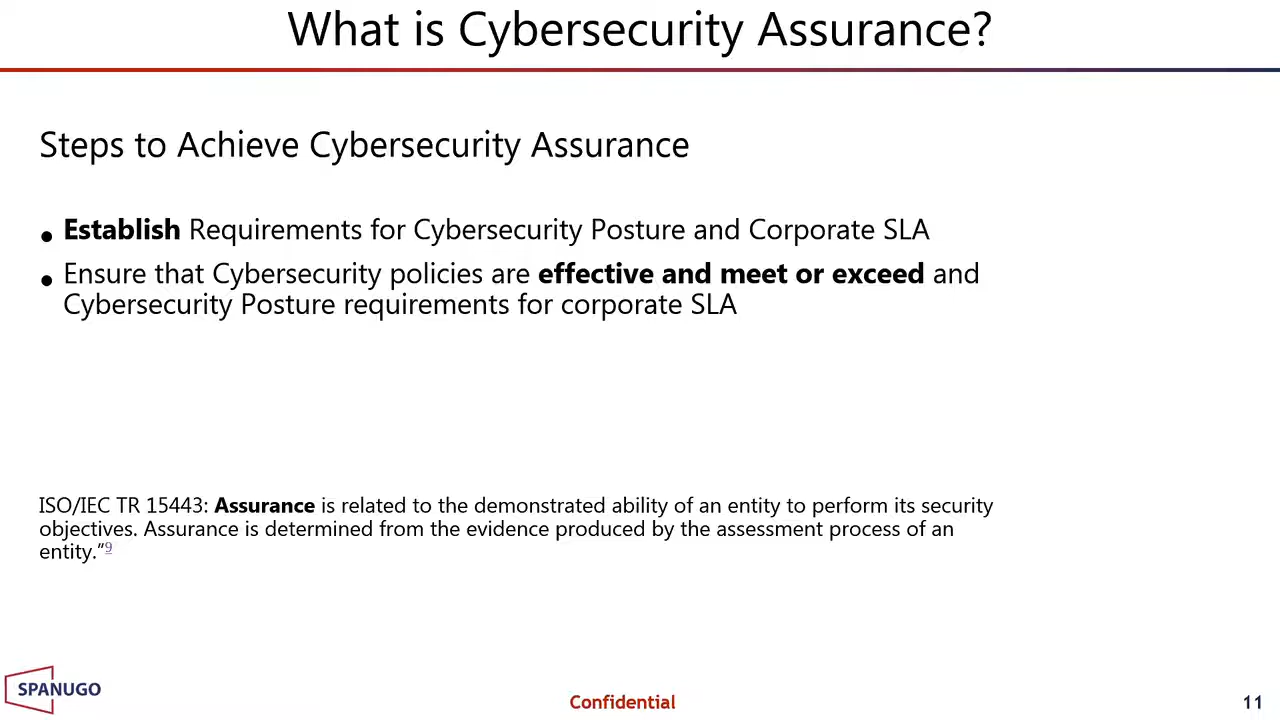 What is Cybersecurity Assurance?
Steps to Achieve Cybersecurity Assurance
• Establish Requirements for Cybersecurity Posture and Corporate SLA
• Ensure that Cybersecurity policies are effective and meet or exceed and
Cybersecurity Posture requirements for corporate SLA
ISO/IEC TR 15443: Assurance is related to the demonstrated ability of an entity to perform its security
objectives. Assurance is determined from the evidence produced by the assessment process of an
entity.”9
SPANUGO
Confidential
11